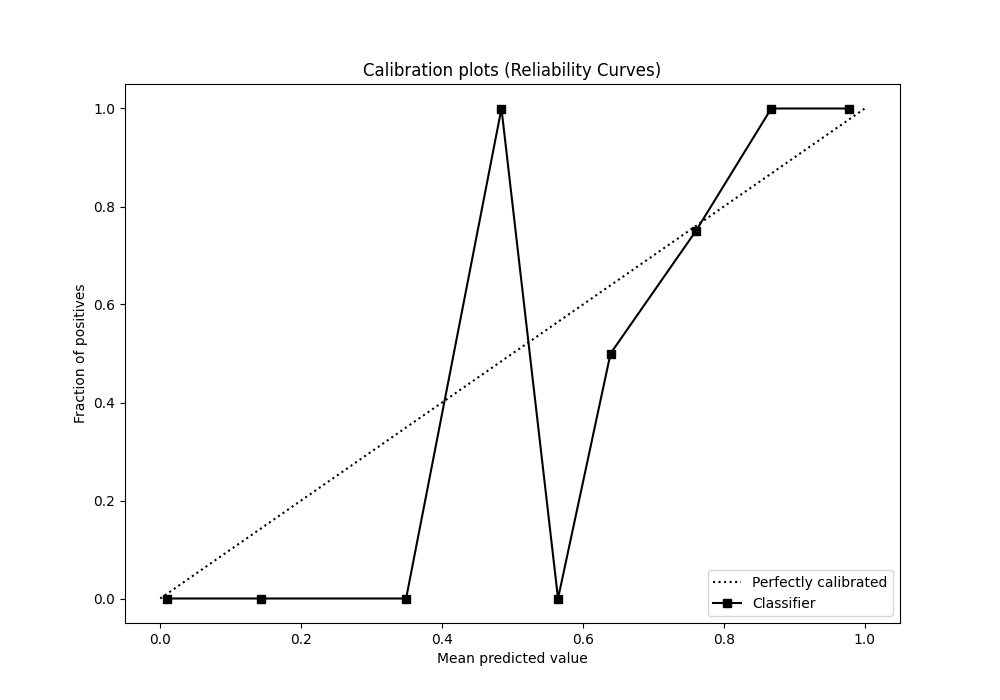 Calibration plots (Reliability Curves)
1.0
0.8
0.6
0.4
0.2
0.0
Fraction of positives
0.0 0.2 0.4 0.6 0.8 1.0
Mean predicted value
Perfectly calibrated
Classifier